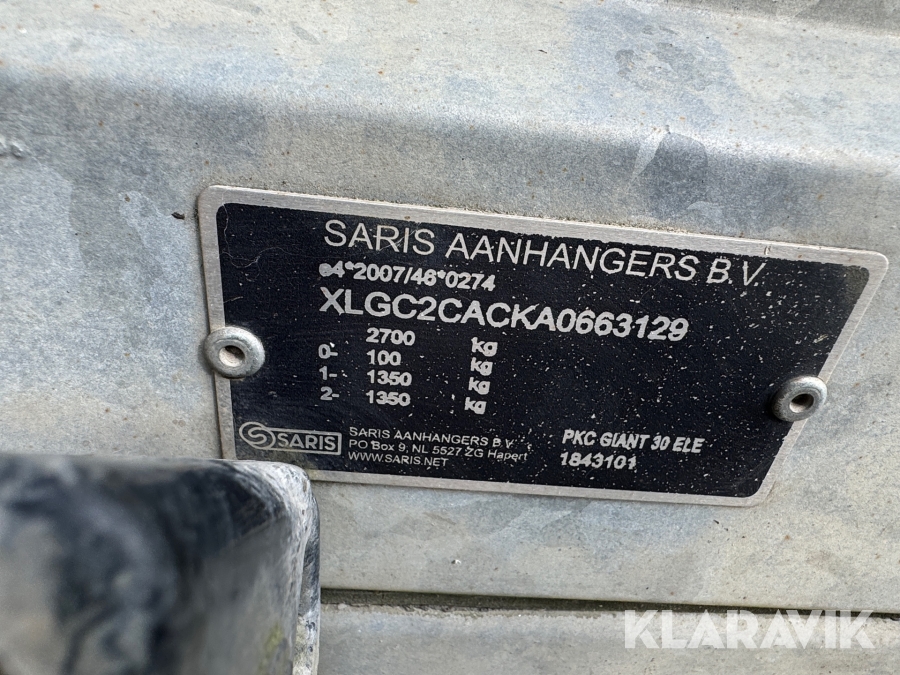 SARIS AANHANGERS B.V.
e4*2007/46*0274
XLGC2CACKA0663129
2700 kg
0- 100 kg
1- 1350 kg
2- 1350 kg
SARIS
SARIS AANHANGERS B.V.
PO Box 9, NL 5527 ZG Hapert
WWW.SARIS.NET
PKC GIANT 30 ELE
1843101
KLARAVIK